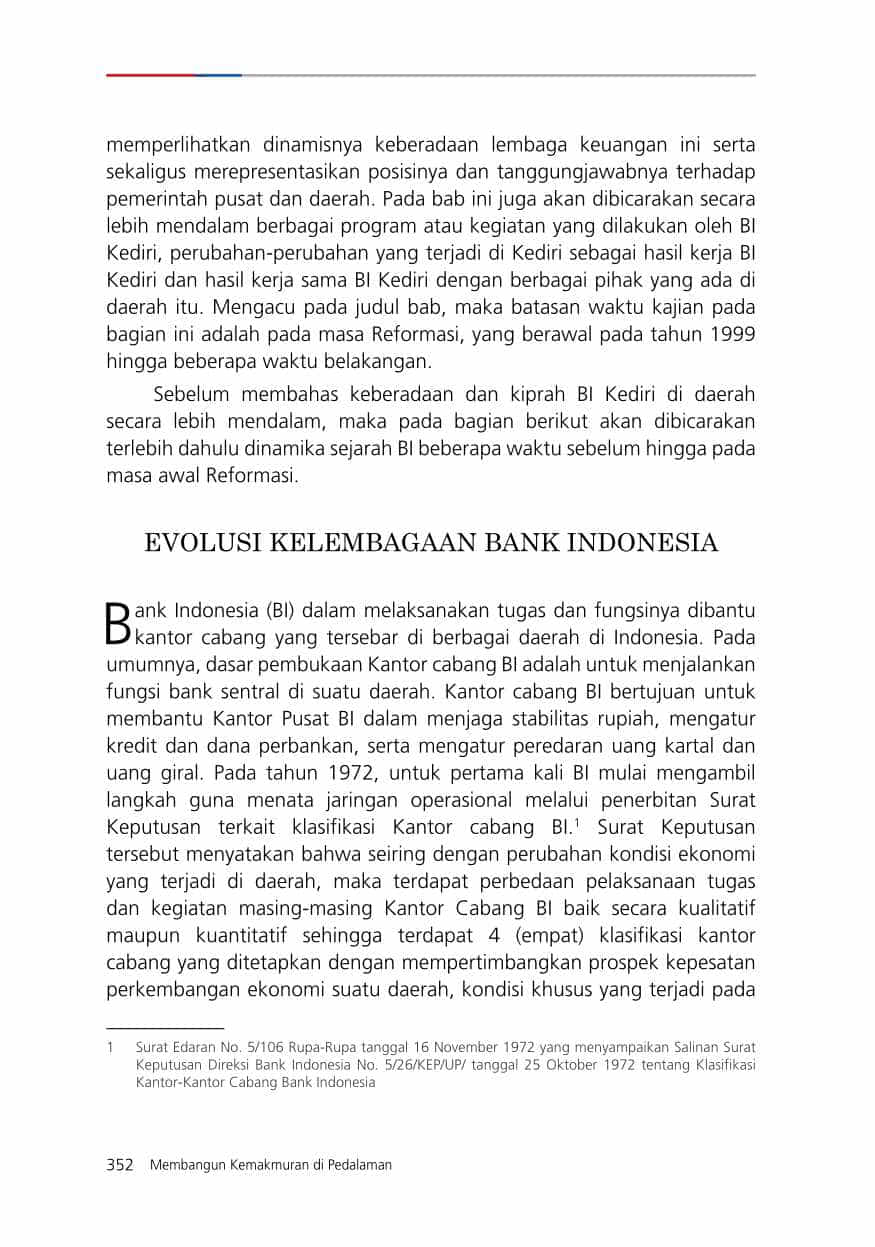 memperlihatkan dinamisnya keberadaan lembaga keuangan ini serta
sekaligus merepresentasikan posisinya dan tanggungjawabnya terhadap
pemerintah pusat dan daerah. Pada bab ini juga akan dibicarakan secara
lebih mendalam berbagai program atau kegiatan yang dilakukan oleh BI
Kediri, perubahan-perubahan yang terjadi di Kediri sebagai hasil kerja BI
Kediri dan hasil kerja sama BI Kediri dengan berbagai pihak yang ada di
daerah itu. Mengacu pada judul bab, maka batasan waktu kajian pada
bagian ini adalah pada masa Reformasi, yang berawal pada tahun 1999
hingga beberapa waktu belakangan.
Sebelum membahas keberadaan dan kiprah BI Kediri di daerah
secara lebih mendalam, maka pada bagian berikut akan dibicarakan
terlebih dahulu dinamika sejarah BI beberapa waktu sebelum hingga pada
masa awal Reformasi.
EVOLUSI KELEMBAGAAN BANK INDONESIA
Bank Indonesia (BI) dalam melaksanakan tugas dan fungsinya dibantu
kantor cabang yang tersebar di berbagai daerah di Indonesia. Pada
umumnya, dasar pembukaan Kantor cabang BI adalah untuk menjalankan
fungsi bank sentral di suatu daerah. Kantor cabang BI bertujuan untuk
membantu Kantor Pusat BI dalam menjaga stabilitas rupiah, mengatur
kredit dan dana perbankan, serta mengatur peredaran uang kartal dan
uang giral. Pada tahun 1972, untuk pertama kali BI mulai mengambil
langkah guna menata jaringan operasional melalui penerbitan Surat
Keputusan terkait klasifikasi Kantor cabang BI.1 Surat Keputusan
tersebut menyatakan bahwa seiring dengan perubahan kondisi ekonomi
yang terjadi di daerah, maka terdapat perbedaan pelaksanaan tugas
dan kegiatan masing-masing Kantor Cabang BI baik secara kualitatif
maupun kuantitatif sehingga terdapat 4 (empat) klasifikasi kantor
cabang yang ditetapkan dengan mempertimbangkan prospek kepesatan
perkembangan ekonomi suatu daerah, kondisi khusus yang terjadi pada
1 Surat Edaran No. 5/106 Rupa-Rupa tanggal 16 November 1972 yang menyampaikan Salinan Surat
Keputusan Direksi Bank Indonesia No. 5/26/KEP/UP/ tanggal 25 Oktober 1972 tentang Klasifikasi
Kantor-Kantor Cabang Bank Indonesia
352 Membangun Kemakmuran di Pedalaman